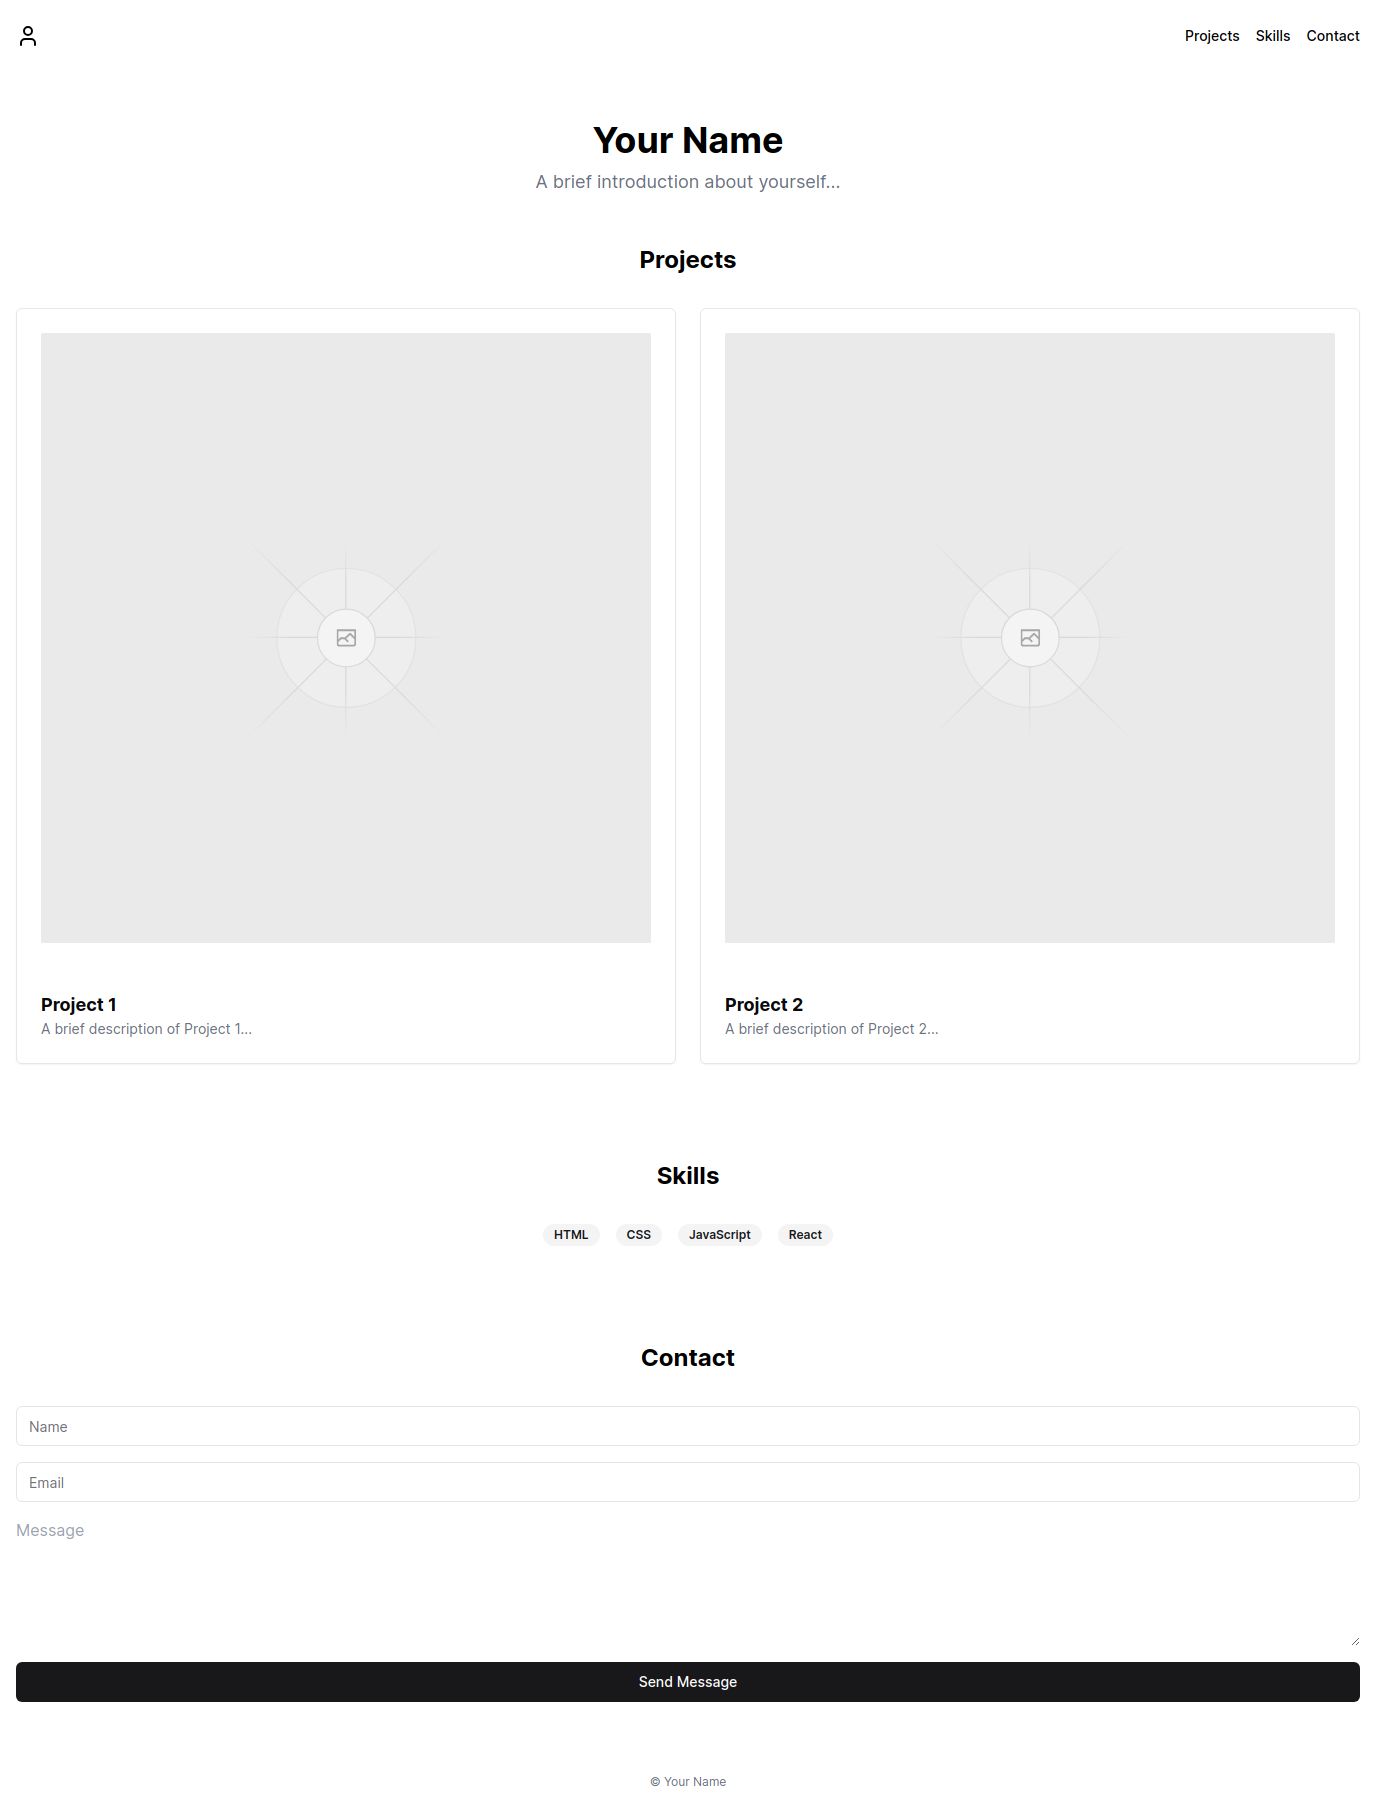 Projects Skills Contact
Your Name
A brief introduction about yourself...
Projects
Project 1
A brief description of Project 1...
Project 2
A brief description of Project 2...
Skills
HTML CSS JavaScript React
Contact
Name
Email
Message
Send Message
© Your Name